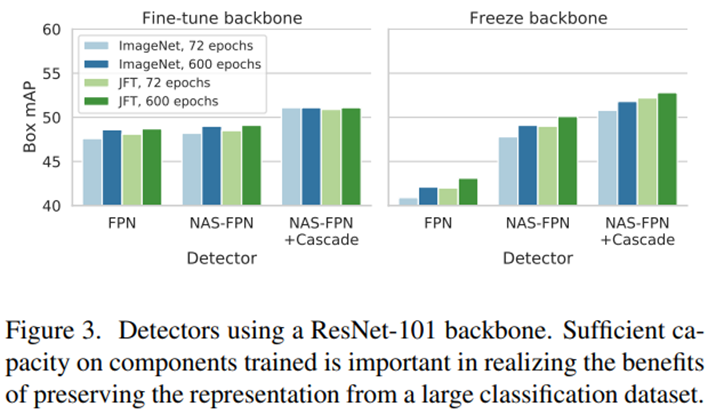 Fine-tune backbone
Freeze backbone
60
55
50
45
40
Box mAP
ImageNet, 72 epochs
ImageNet, 600 epochs
JFT, 72 epochs
JFT, 600 epochs
FPN
NAS-FPN
NAS-FPN
+Cascade
Detector
FPN
NAS-FPN
NAS-FPN
+Cascade
Detector
Figure 3. Detectors using a ResNet-101 backbone. Sufficient ca-
pacity on components trained is important in realizing the benefits
of preserving the representation from a large classification dataset.